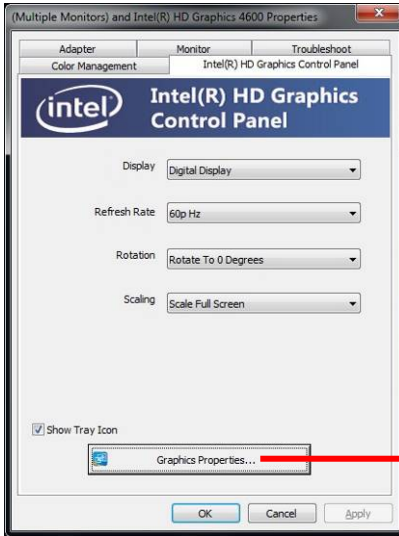 (Multiple Monitors) and Intel(R) HD Graphics 4600 Properties
Adapter Monitor Troubleshoot
Color Management Intel(R) HD Graphics Control Panel
intel Intel(R) HD Graphics
Control Panel
Display Digital Display
Refresh Rate 60p Hz
Rotation Rotate To 0 Degrees
Scaling Scale Full Screen
Show Tray Icon
Graphics Properties...
OK Cancel Apply